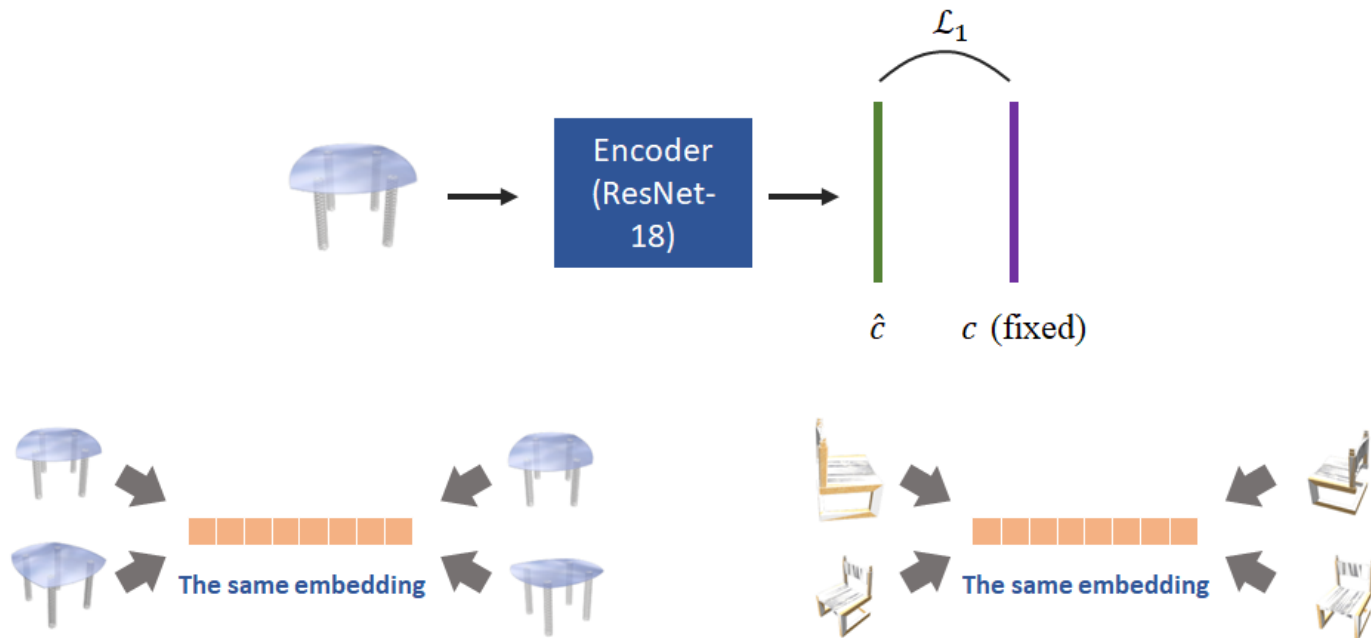 ℒ₁
Encoder
(ResNet-
18)
ĉ
c (fixed)
The same embedding
The same embedding